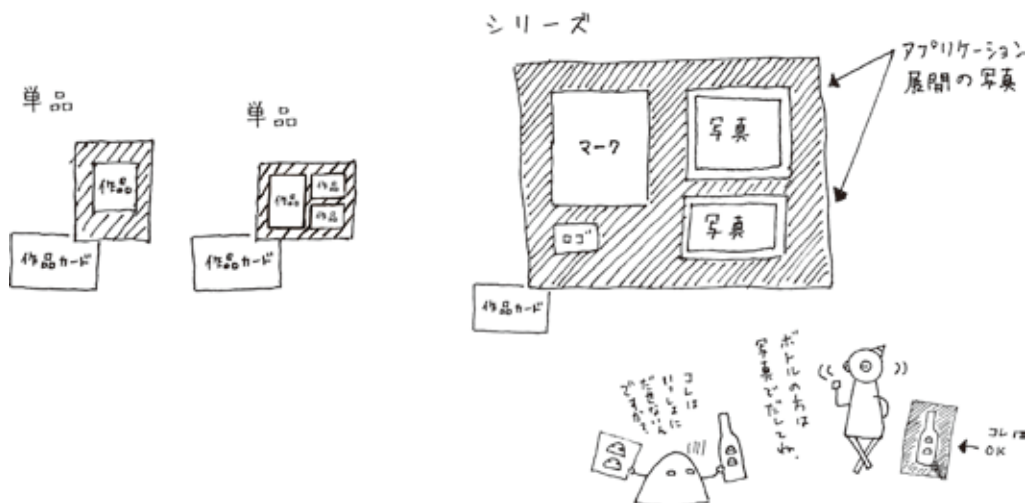 シリーズ
アプリケーション
展開の写真
単品
単品
作品
作品カード
作品
作品
作品
作品カード
マーク
写真
写真
ロゴ
作品カード
コレは
いっしょに
だせないん
ですか?
ボトルの方は
写真でだしてね。
コレは
OK